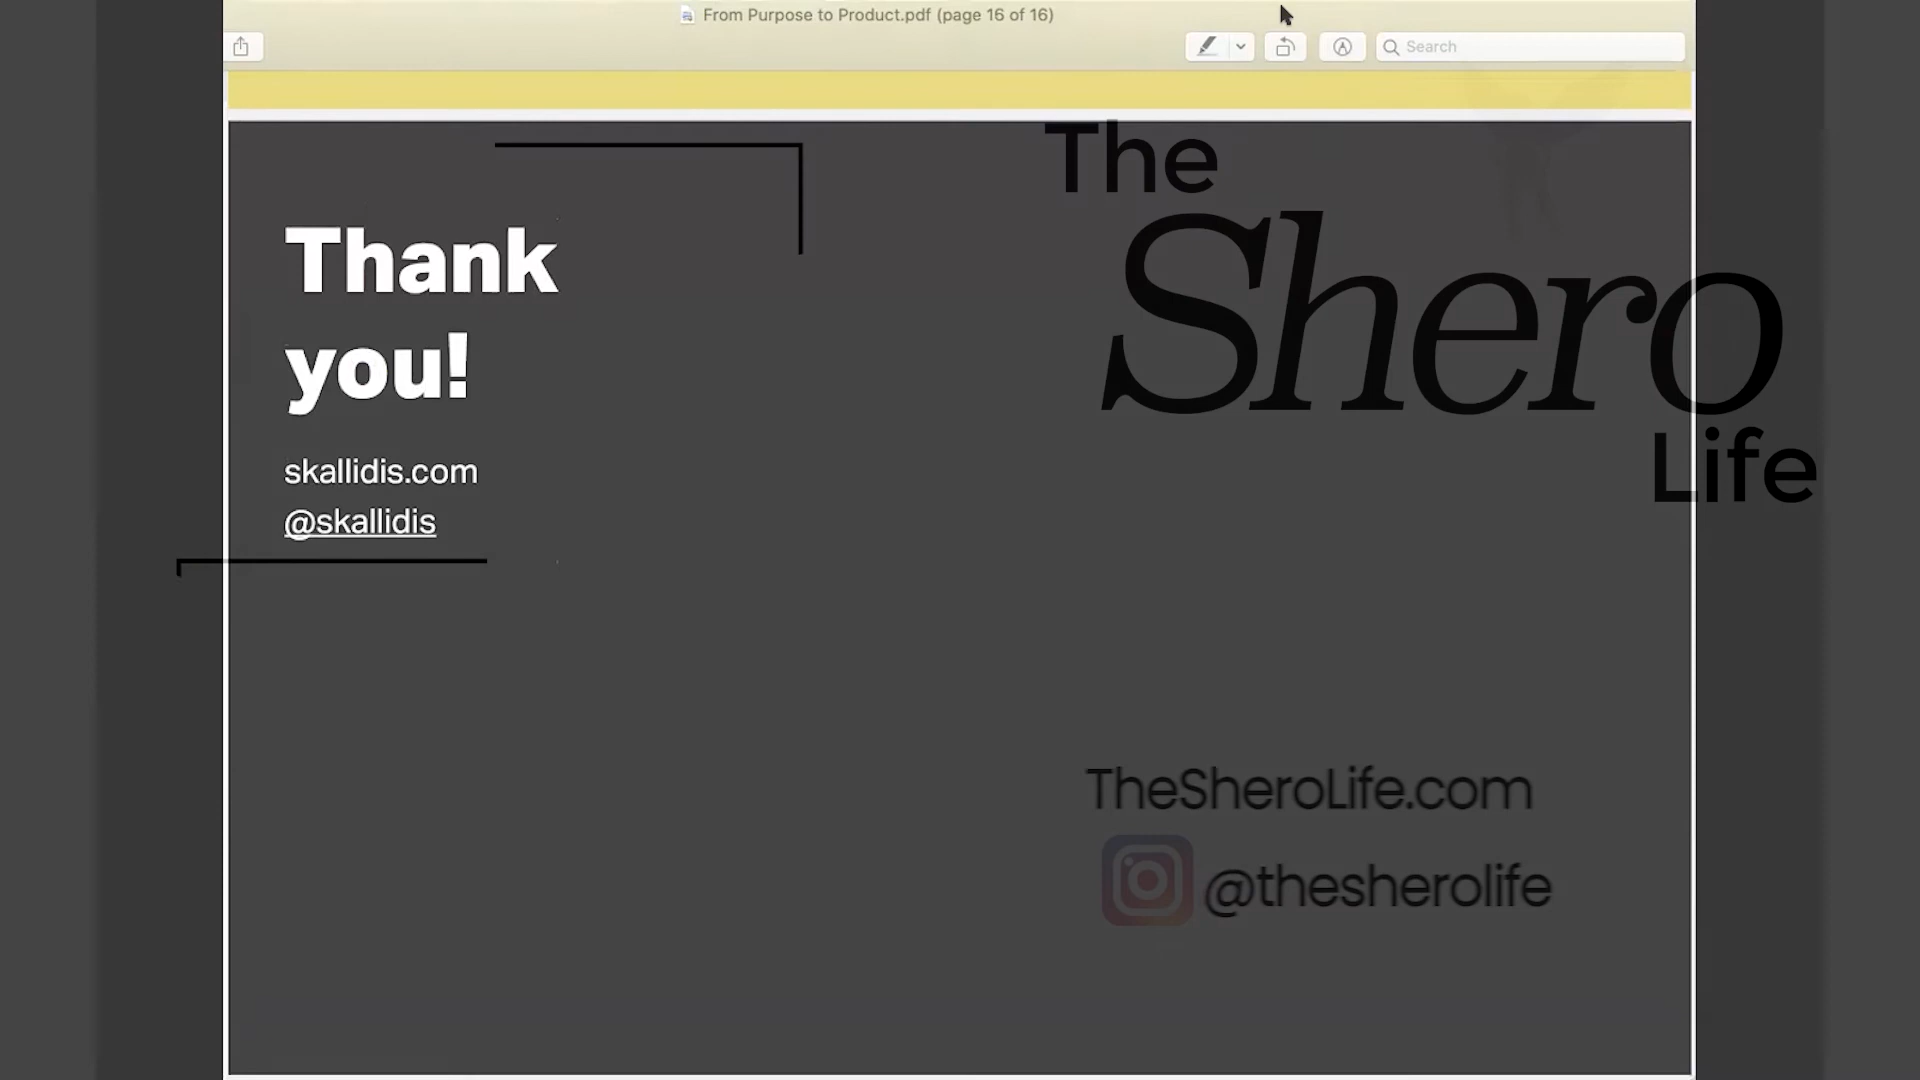 From Purpose to Product.pdf (page 16 of 16)
Search
The
Shero
Life
Thank
you!
skallidis.com
@skallidis
TheSheroLife.com
@thesherolife